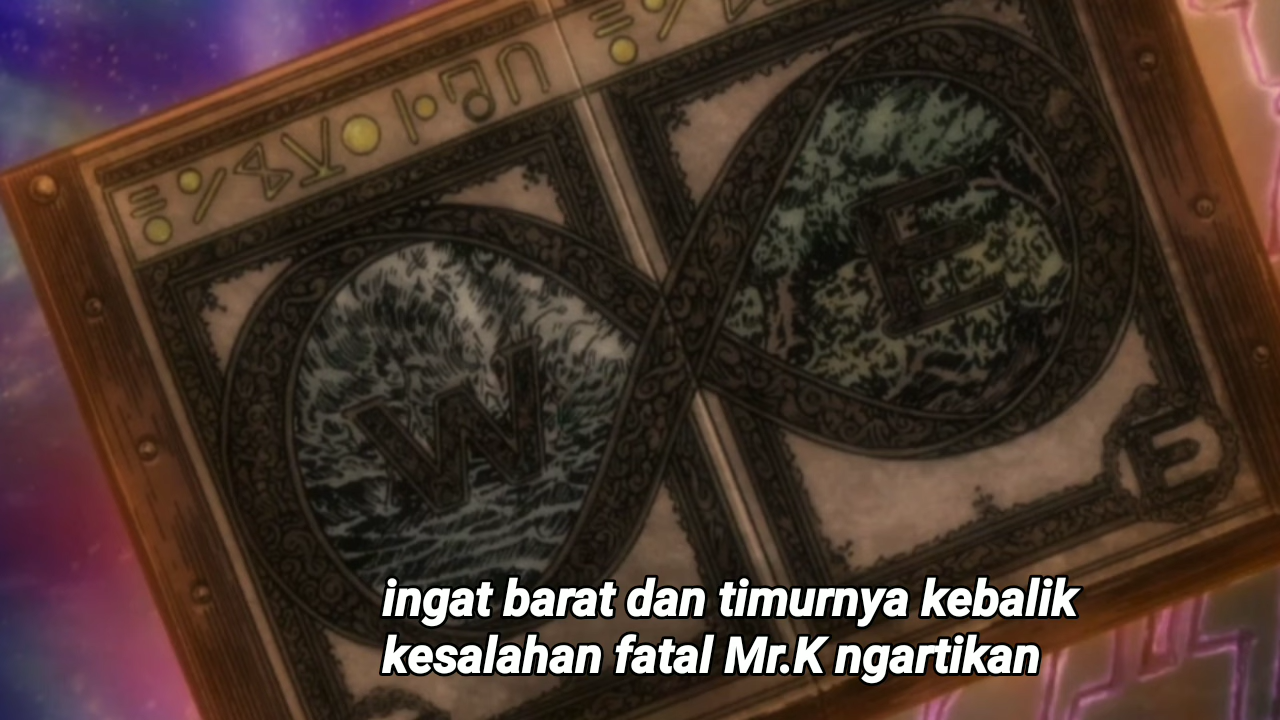 W
E
E
E
ingat barat dan timurnya kebalik
kesalahan fatal Mr.K ngartikan